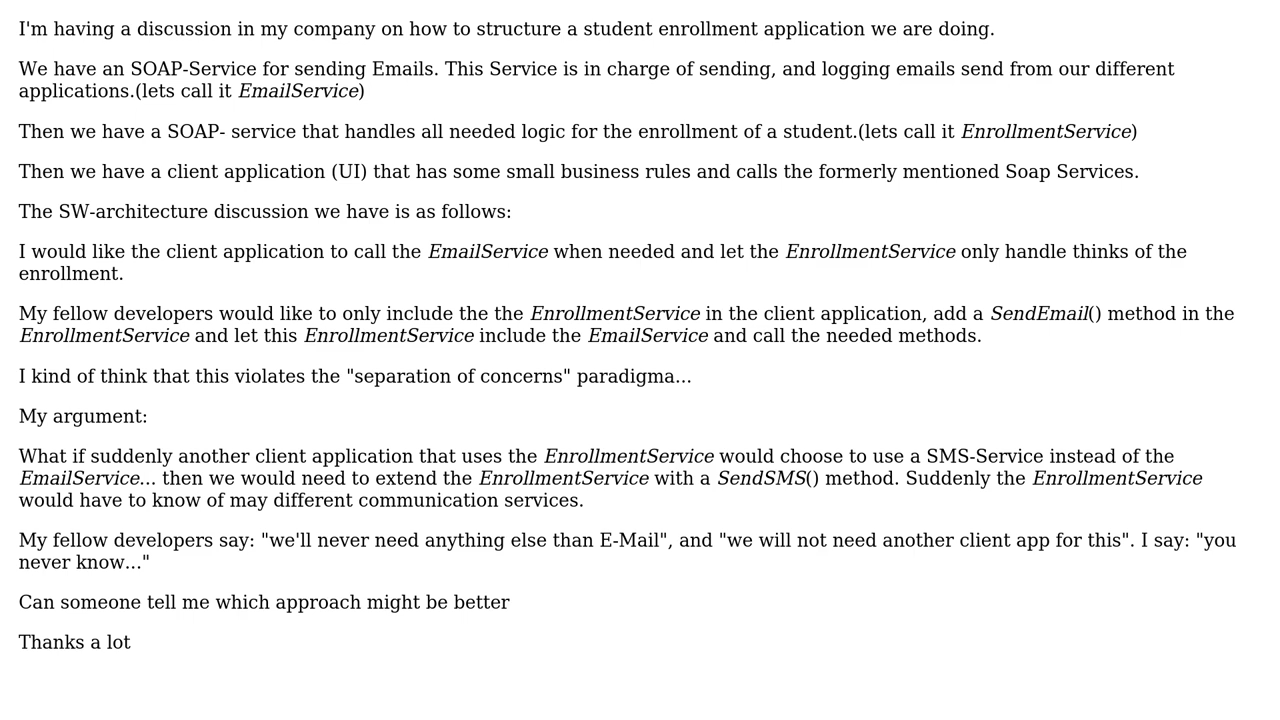 I'm having a discussion in my company on how to structure a student enrollment application we are doing.
We have an SOAP-Service for sending Emails. This Service is in charge of sending, and logging emails send from our different
applications.(lets call it EmailService)
Then we have a SOAP- service that handles all needed logic for the enrollment of a student.(lets call it EnrollmentService)
Then we have a client application (UI) that has some small business rules and calls the formerly mentioned Soap Services.
The SW-architecture discussion we have is as follows:
I would like the client application to call the EmailService when needed and let the EnrollmentService only handle thinks of the
enrollment.
My fellow developers would like to only include the the EnrollmentService in the client application, add a SendEmail() method in the
EnrollmentService and let this EnrollmentService include the EmailService and call the needed methods.
I kind of think that this violates the "separation of concerns" paradigma...
My argument:
What if suddenly another client application that uses the EnrollmentService would choose to use a SMS-Service instead of the
EmailService... then we would need to extend the EnrollmentService with a SendSMS() method. Suddenly the EnrollmentService
would have to know of may different communication services.
My fellow developers say: "we'll never need anything else than E-Mail", and "we will not need another client app for this". I say: "you
never know..."
Can someone tell me which approach might be better
Thanks a lot